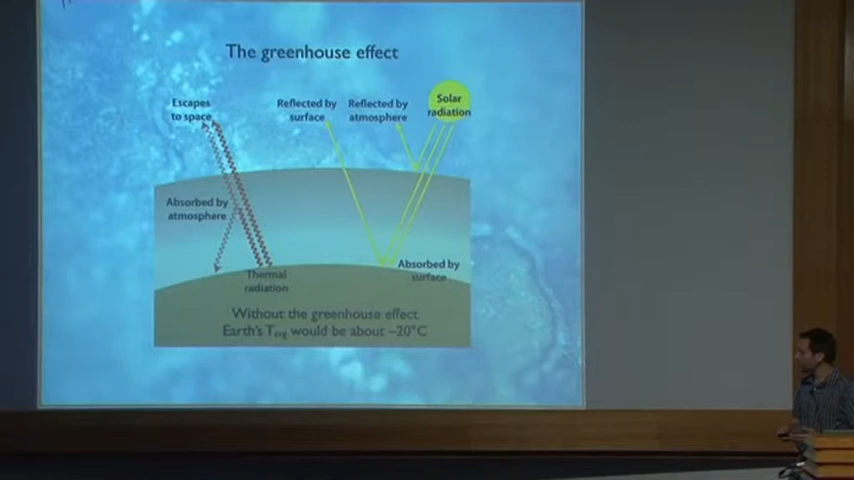 The greenhouse effect
Escapes
to space
Reflected by
surface
Reflected by
atmosphere
Solar
radiation
Absorbed by
atmosphere
Absorbed by
surface
Thermal
radiation
Without the greenhouse effect
Earth's Tavg would be about –20°C